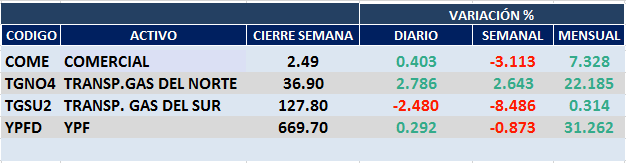 VARIACIÓN %
CODIGO ACTIVO CIERRE SEMANA DIARIO SEMANAL MENSUAL
COME COMERCIAL 2.49 0.403 -3.113 7.328
TGNO4 TRANSP.GAS DEL NORTE 36.90 2.786 2.643 22.185
TGSU2 TRANSP. GAS DEL SUR 127.80 -2.480 -8.486 0.314
YPFD YPF 669.70 0.292 -0.873 31.262